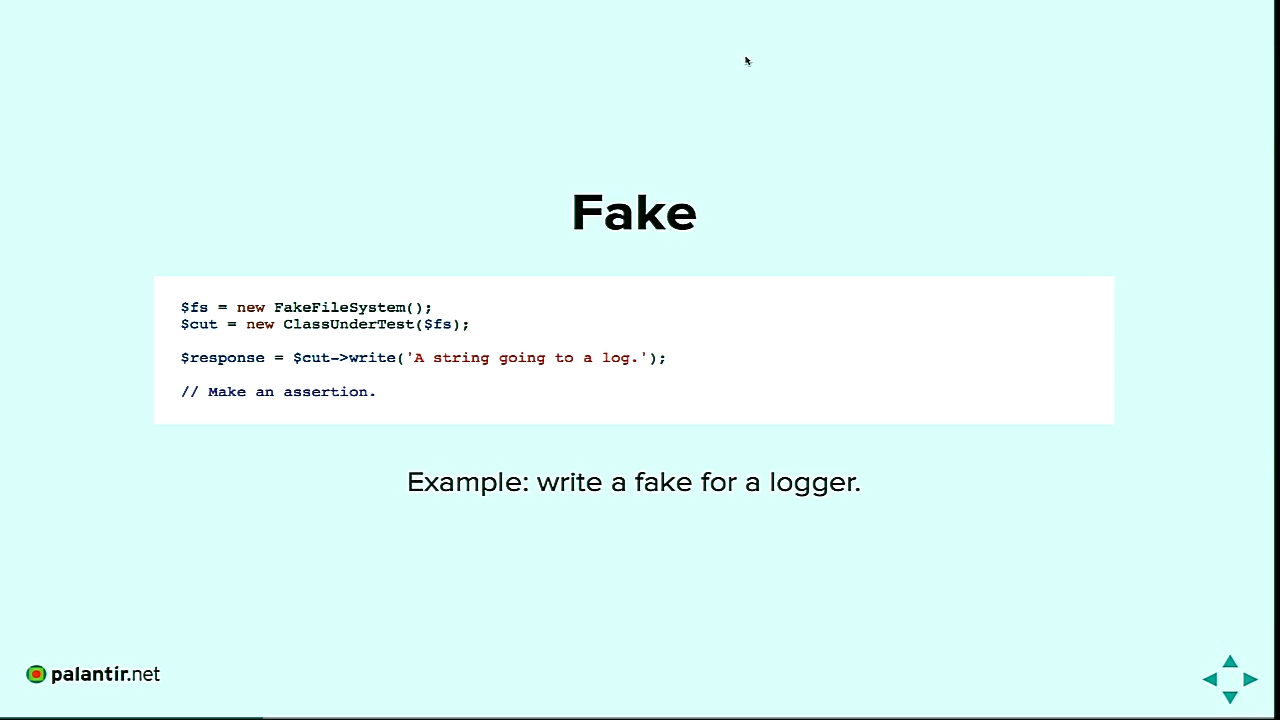 Fake
$fs = new FakeFileSystem();
$cut = new ClassUnderTest($fs);
$response = $cut->write('A string going to a log.');
// Make an assertion.
Example: write a fake for a logger.
palantir.net